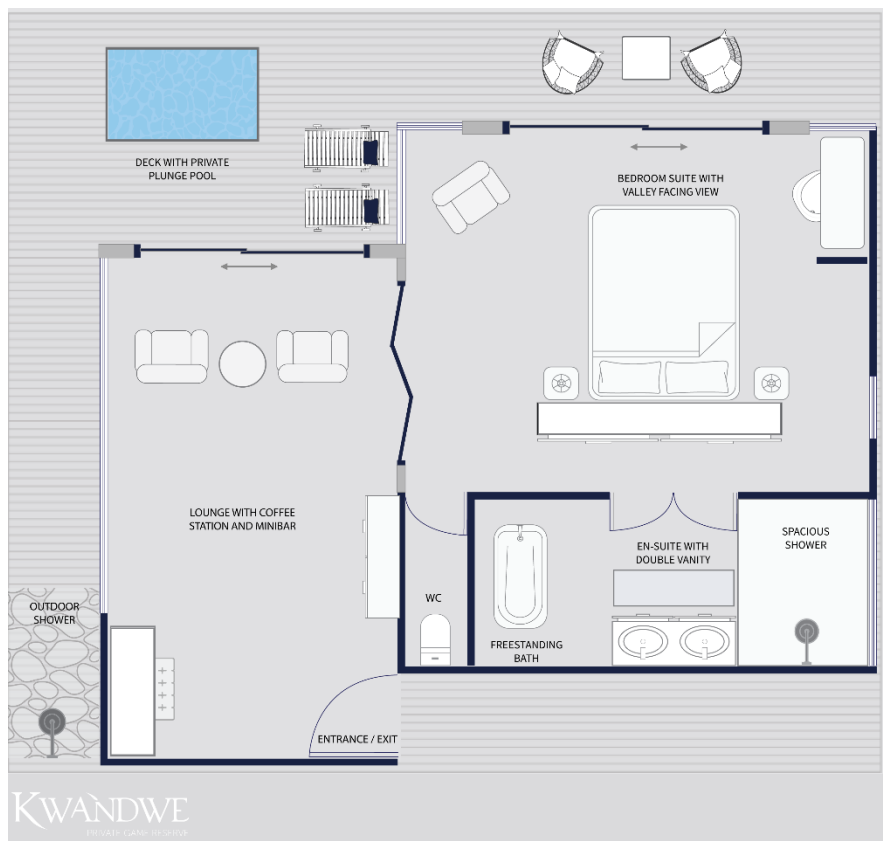 DECK WITH PRIVATE
PLUNGE POOL
BEDROOM SUITE WITH
VALLEY FACING VIEW
LOUNGE WITH COFFEE
STATION AND MINIBAR
SPACIOUS
SHOWER
EN-SUITE WITH
DOUBLE VANITY
WC
OUTDOOR
SHOWER
FREESTANDING
BATH
ENTRANCE / EXIT
KWANDWE
PRIVATE GAME RESERVE